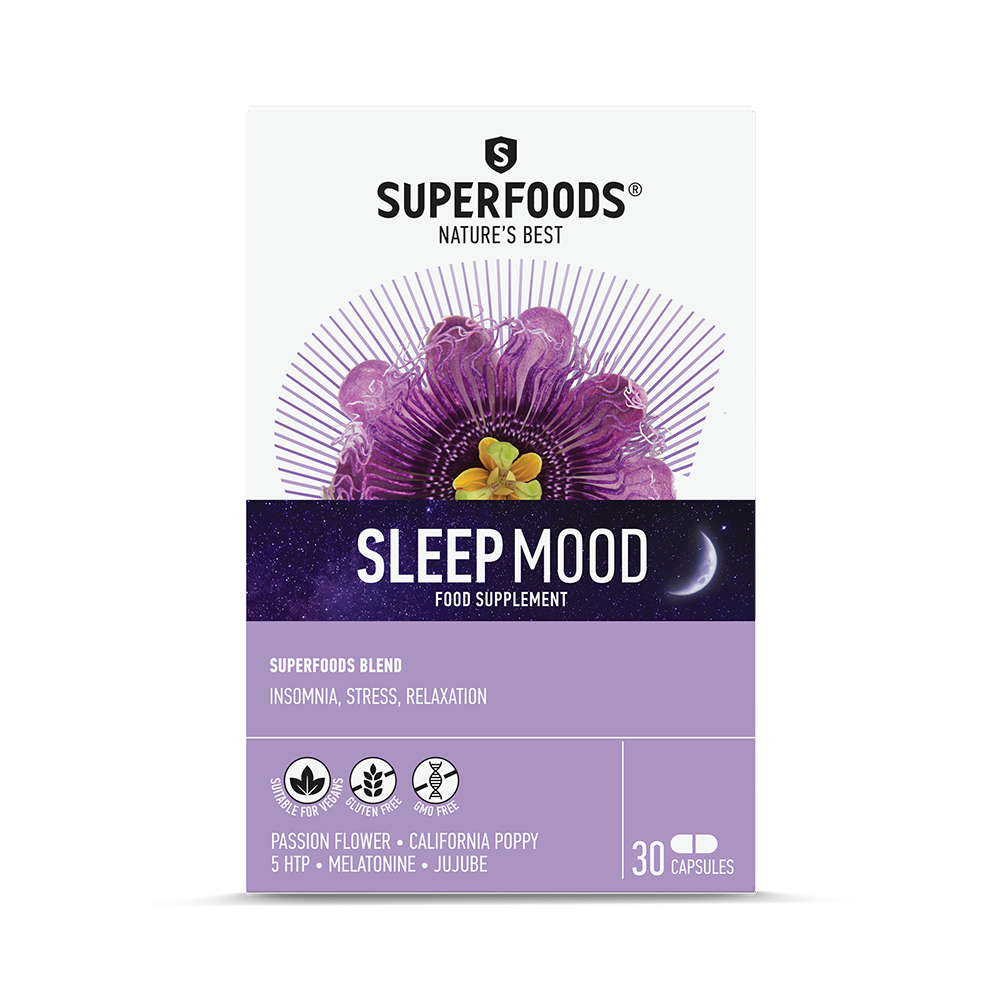 S
SUPERFOODS®
NATURE'S BEST
SLEEP MOOD
FOOD SUPPLEMENT
SUPERFOODS BLEND
INSOMNIA, STRESS, RELAXATION
SUITABLE FOR VEGANS
GLUTEN FREE
GMO FREE
PASSION FLOWER • CALIFORNIA POPPY
5 HTP • MELATONINE • JUJUBE
30 CAPSULES